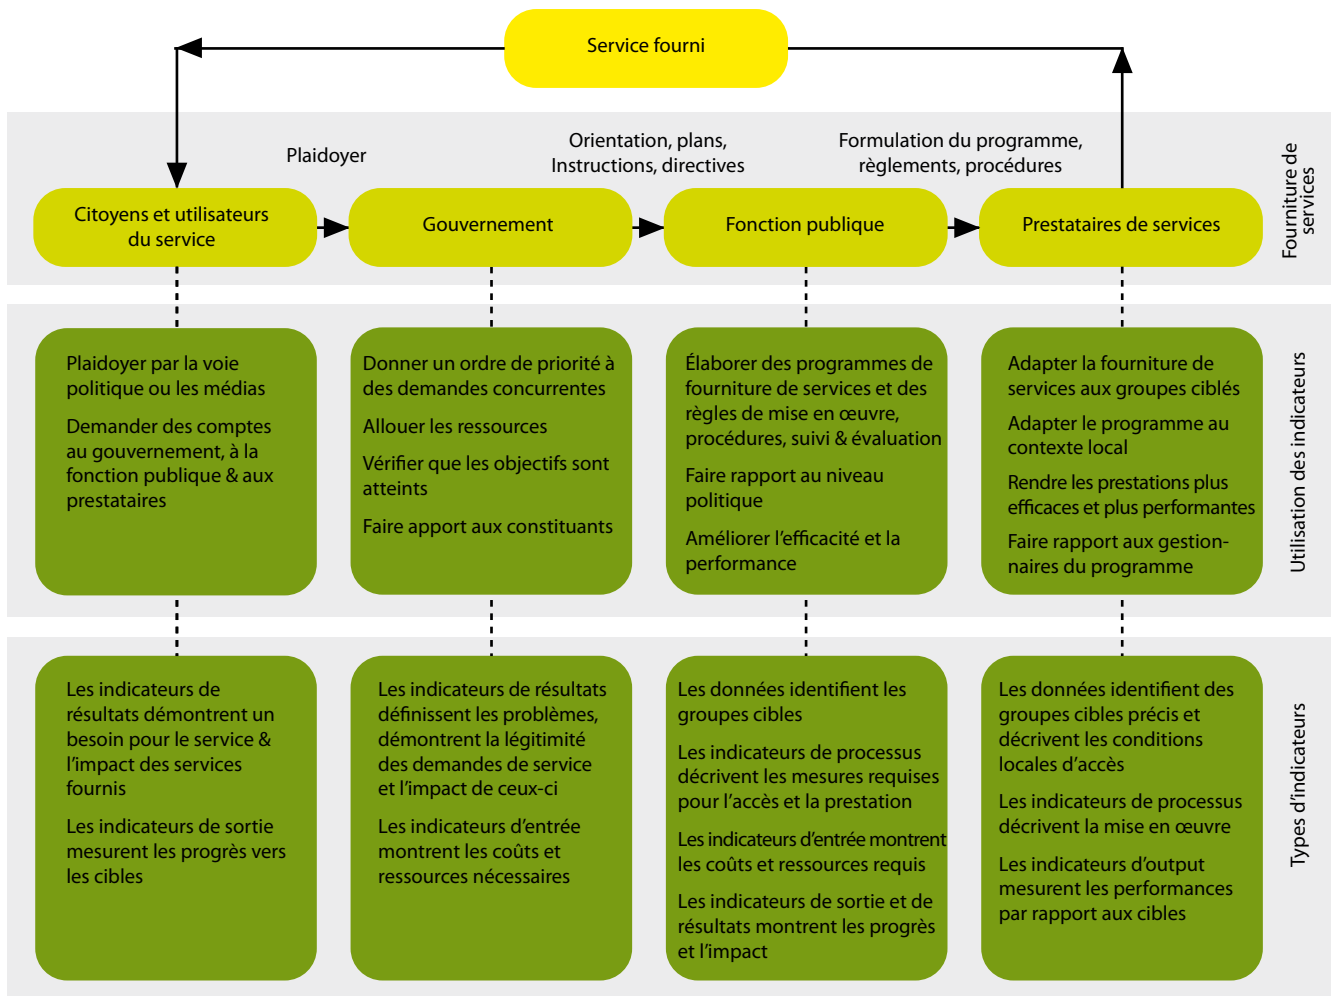 Service fourni
Plaidoyer
Orientation, plans,
Instructions, directives
Formulation du programme,
règlements, procédures
Citoyens et utilisateurs
du service
Gouvernement
Fonction publique
Prestataires de services
Fourniture de
services
Plaidoyer par la voie
politique ou les médias
Demander des comptes
au gouvernement, à la
fonction publique & aux
prestataires
Donner un ordre de priorité à
des demandes concurrentes
Allouer les ressources
Vérifier que les objectifs sont
atteints
Faire apport aux constituants
Élaborer des programmes de
fourniture de services et des
règles de mise en œuvre,
procédures, suivi & évaluation
Faire rapport au niveau
politique
Améliorer l'efficacité et la
performance
Adapter la fourniture de
services aux groupes ciblés
Adapter le programme au
contexte local
Rendre les prestations plus
efficaces et plus performantes
Faire rapport aux gestion-
naires du programme
Utilisation des indicateurs
Les indicateurs de
résultats démontrent un
besoin pour le service &
l'impact des services
fournis
Les indicateurs de sortie
mesurent les progrès vers
les cibles
Les indicateurs de résultats
définissent les problèmes,
démontrent la légitimité
des demandes de service
et l'impact de ceux-ci
Les indicateurs d'entrée
montrent les coûts et
ressources nécessaires
Les données identifient les
groupes cibles
Les indicateurs de processus
décrivent les mesures requises
pour l'accès et la prestation
Les indicateurs d'entrée montrent
les coûts et ressources requis
Les indicateurs de sortie et de
résultats montrent les progrès
et l'impact
Les données identifient des
groupes cibles précis et
décrivent les conditions
locales d'accès
Les indicateurs de processus
décrivent la mise en œuvre
Les indicateurs d'output
mesurent les performances
par rapport aux cibles
Types d'indicateurs